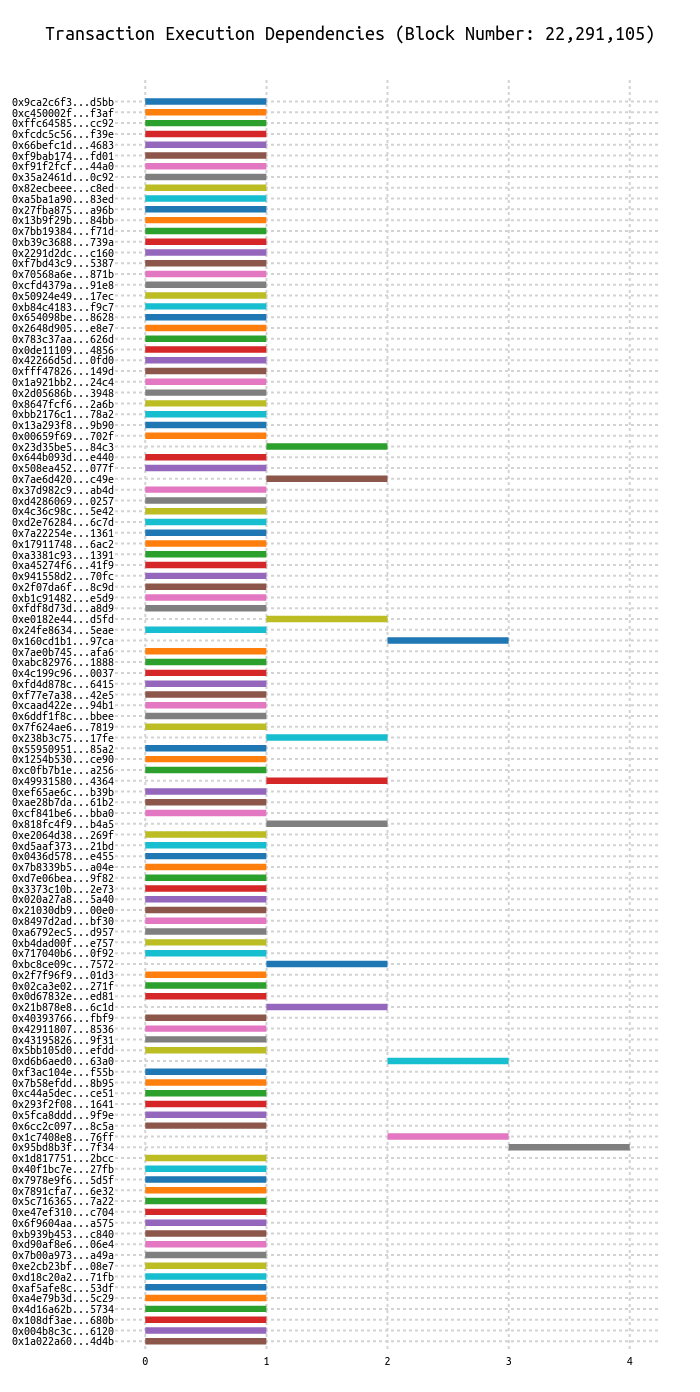 Transaction Execution Dependencies (Block Number: 22,291,105)
0x9ca2c6f3...d5bb
0xc450002f...f3af
0xffc64585...cc92
0xfcdc5c56...f39e
0x66befc1d...4683
0xf9bab174...fd01
0xf91f2fcf...44a0
0x35a2461d...0c92
0x82ecbeee...c8ed
0xa5ba1a90...83ed
0x27fba875...a96b
0x13b9f29b...84bb
0x7bb19384...f71d
0xb39c3688...739a
0x2291d2dc...c160
0xf7bd43c9...5387
0x70568a6e...871b
0xcfd4379a...91e8
0x50924e49...17ec
0xb84c4183...f9c7
0x654098be...8628
0x2648d905...e8e7
0x783c37aa...626d
0x0de11109...4856
0x42266d5d...0fd0
0xfff47826...149d
0x1a921bb2...24c4
0x2d05686b...3948
0x8647fcf6...2a6b
0xbb2176c1...78a2
0x13a293f8...9b90
0x00659f69...702f
0x23d35be5...84c3
0x644b093d...e440
0x508ea452...077f
0x7ae6d420...c49e
0x37d982c9...ab4d
0xd4286069...0257
0x4c36c98c...5e42
0xd2e76284...6c7d
0x7a22254e...1361
0x17911748...6ac2
0xa3381c93...1391
0xa45274f6...41f9
0x941558d2...70fc
0x2f07da6f...8c9d
0xb1c91482...e5d9
0xfdf8d73d...a8d9
0xe0182e44...d5fd
0x24fe8634...5eae
0x160cd1b1...97ca
0x7ae0b745...afa6
0xabc82976...1888
0x4c199c96...0037
0xfd4d878c...6415
0xf77e7a38...42e5
0xcaad422e...94b1
0x6ddf1f8c...bbee
0x7f624ae6...7819
0x238b3c75...17fe
0x55950951...85a2
0x1254b530...ce90
0xc0fb7b1e...a256
0x49931580...4364
0xef65ae6c...b39b
0xae28b7da...61b2
0xcf841be6...bba0
0x818fc4f9...b4a5
0xe2064d38...269f
0xd5aaf373...21bd
0x0436d578...e455
0x7b8339b5...a04e
0xd7e06bea...9f82
0x3373c10b...2e73
0x020a27a8...5a40
0x21030db9...00e0
0x8497d2ad...bf30
0xa6792ec5...d957
0xb4dad00f...e757
0x717040b6...0f92
0xbc8ce09c...7572
0x2f7f96f9...01d3
0x02ca3e02...271f
0x0d67832e...ed81
0x21b878e8...6c1d
0x40393766...fbf9
0x42911807...8536
0x43195826...9f31
0x5bb105d0...efdd
0xd6b6aed0...63a0
0xf3ac104e...f55b
0x7b58efdd...8b95
0xc44a5dec...ce51
0x293f2f08...1641
0x5fca8ddd...9f9e
0x6cc2c097...8c5a
0x1c7408e8...76ff
0x95bd8b3f...7f34
0x1d817751...2bcc
0x40f1bc7e...27fb
0x7978e9f6...5d5f
0x7891cfa7...6e32
0x5c716365...7a22
0xe47ef310...c704
0x6f9604aa...a575
0xb939b453...c840
0xd90af8e6...06e4
0x7b00a973...a49a
0xe2cb23bf...08e7
0xd18c20a2...71fb
0xaf5afe8c...53df
0xa4e79b3d...5c29
0x4d16a62b...5734
0x108df3ae...680b
0x004b8c3c...6120
0x1a022a60...4d4b
0 1 2 3 4